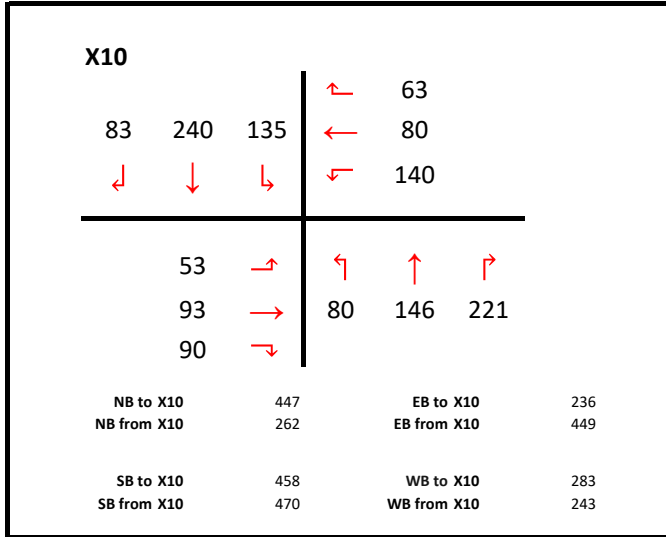 X10
63
83 240 135 80
140
53
93 80 146 221
90
NB to X10 447 EB to X10 236
NB from X10 262 EB from X10 449
SB to X10 458 WB to X10 283
SB from X10 470 WB from X10 243